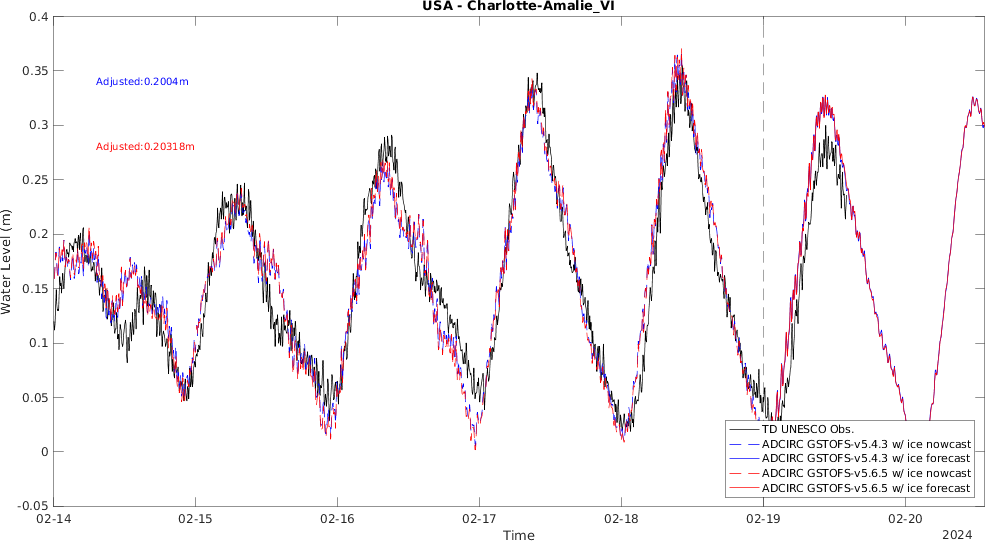 USA - Charlotte-Amalie_VI
0.4
0.35
Adjusted:0.2004m
0.3
Adjusted:0.20318m
0.25
0.2
Water Level (m)
0.15
0.1
0.05
0
-0.05
TD UNESCO Obs.
ADCIRC GSTOFS-v5.4.3 w/ ice nowcast
ADCIRC GSTOFS-v5.4.3 w/ ice forecast
ADCIRC GSTOFS-v5.6.5 w/ ice nowcast
ADCIRC GSTOFS-v5.6.5 w/ ice forecast
02-14 02-15 02-16 02-17 02-18 02-19 02-20
Time
2024